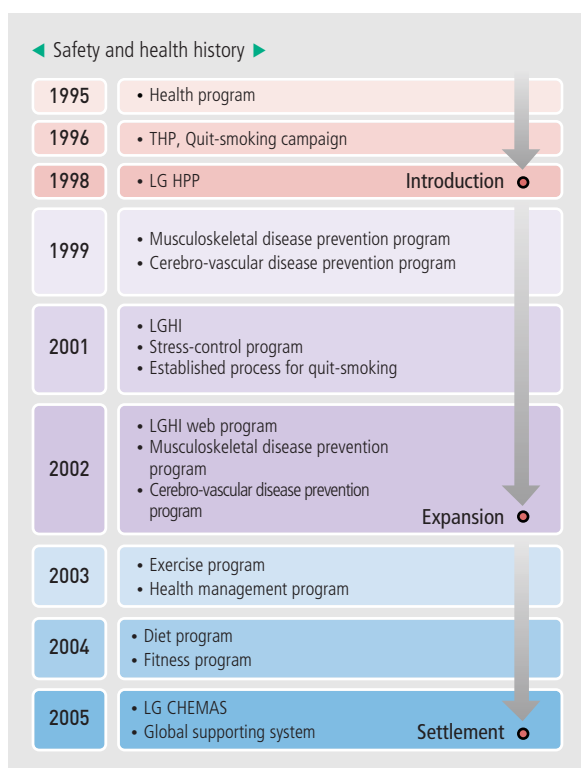 Safety and health history
1995
• Health program
1996
• THP, Quit-smoking campaign
1998
• LG HPP
Introduction
1999
• Musculoskeletal disease prevention program
• Cerebro-vascular disease prevention program
2001
• LGHI
• Stress-control program
• Established process for quit-smoking
2002
• LGHI web program
• Musculoskeletal disease prevention
program
• Cerebro-vascular disease prevention
program
Expansion
2003
• Exercise program
• Health management program
2004
• Diet program
• Fitness program
2005
• LG CHEMAS
• Global supporting system
Settlement